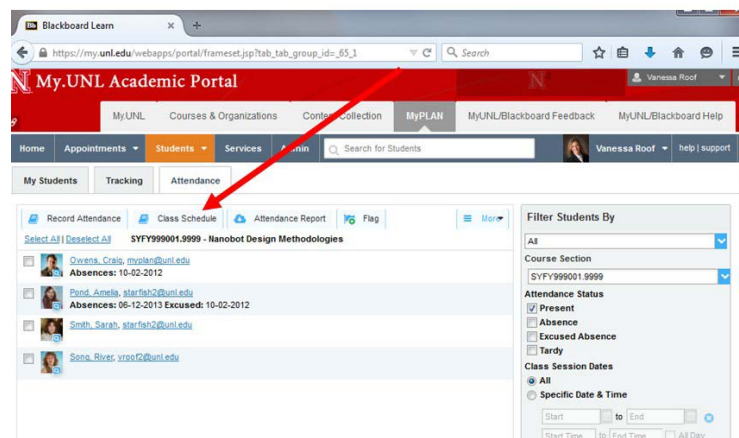 Blackboard Learn
https://my.unl.edu/webapps/portal/frameset.jsp?tab_tab_group_id=_65_1
Search
My.UNL Academic Portal
Vanessa Roof
My.UNL Courses & Organizations Content Collection MyPLAN MyUNL/Blackboard Feedback MyUNL/Blackboard Help
Home Appointments Students Services Admin Search for Students Vanessa Roof help | support
My Students Tracking Attendance
Record Attendance Class Schedule Attendance Report Flag More
Select All | Deselect All SYFY999001.9999 - Nanobot Design Methodologies
Owens, Craig, myplan@unl.edu
Absences: 10-02-2012
Pond, Amelia, starfish2@unl.edu
Absences: 06-12-2013 Excused: 10-02-2012
Smith, Sarah, starfish2@unl.edu
Song, River, vroof2@unl.edu
Filter Students By
All
Course Section
SYFY999001.9999
Attendance Status
Present
Absence
Excused Absence
Tardy
Class Session Dates
All
Specific Date & Time
Start to End
Start Time to End Time All Day